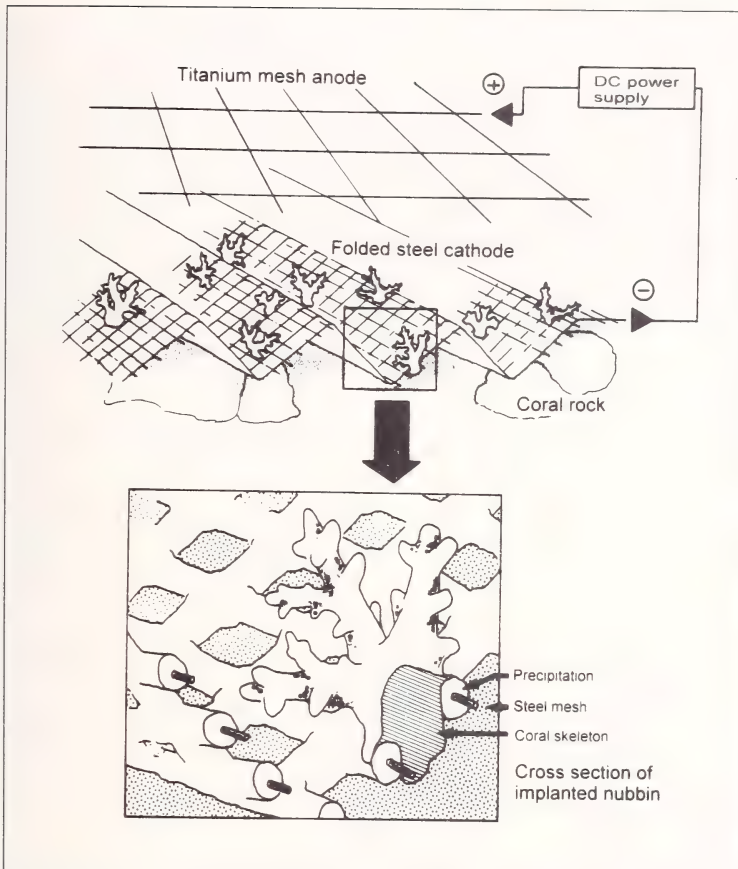 Titanium mesh anode
+
DC power
supply
Folded steel cathode
−
Coral rock
Precipitation
Steel mesh
Coral skeleton
Cross section of
implanted nubbin